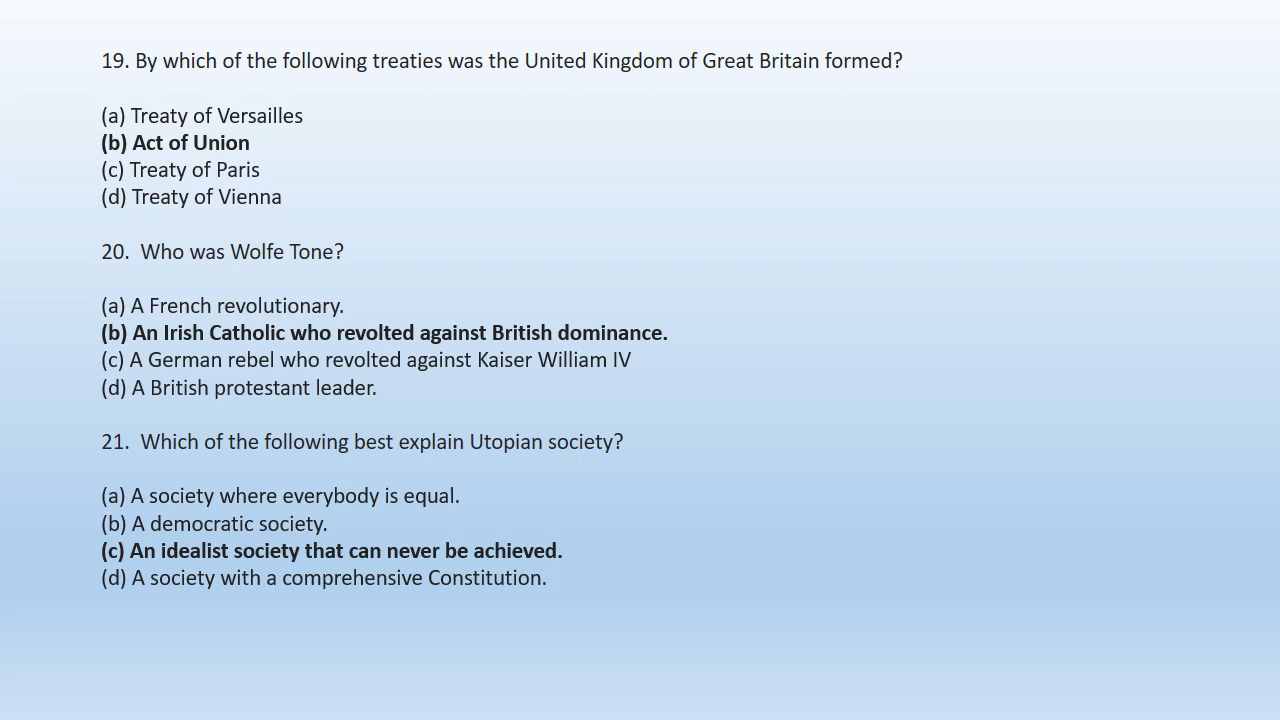 19. By which of the following treaties was the United Kingdom of Great Britain formed?
(a) Treaty of Versailles
(b) Act of Union
(c) Treaty of Paris
(d) Treaty of Vienna
20.  Who was Wolfe Tone?
(a) A French revolutionary.
(b) An Irish Catholic who revolted against British dominance.
(c) A German rebel who revolted against Kaiser William IV
(d) A British protestant leader.
21.  Which of the following best explain Utopian society?
(a) A society where everybody is equal.
(b) A democratic society.
(c) An idealist society that can never be achieved.
(d) A society with a comprehensive Constitution.